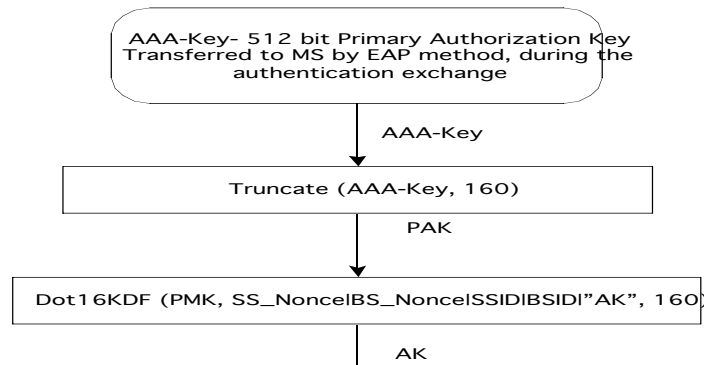 AAA-Key- 512 bit Primary Authorization Key
Transferred to MS by EAP method, during the
authentication exchange
AAA-Key
Truncate (AAA-Key, 160)
PAK
Dot16KDF (PMK, SS_Nonce|BS_Nonce|SSID|BSID|”AK”, 160)
AK